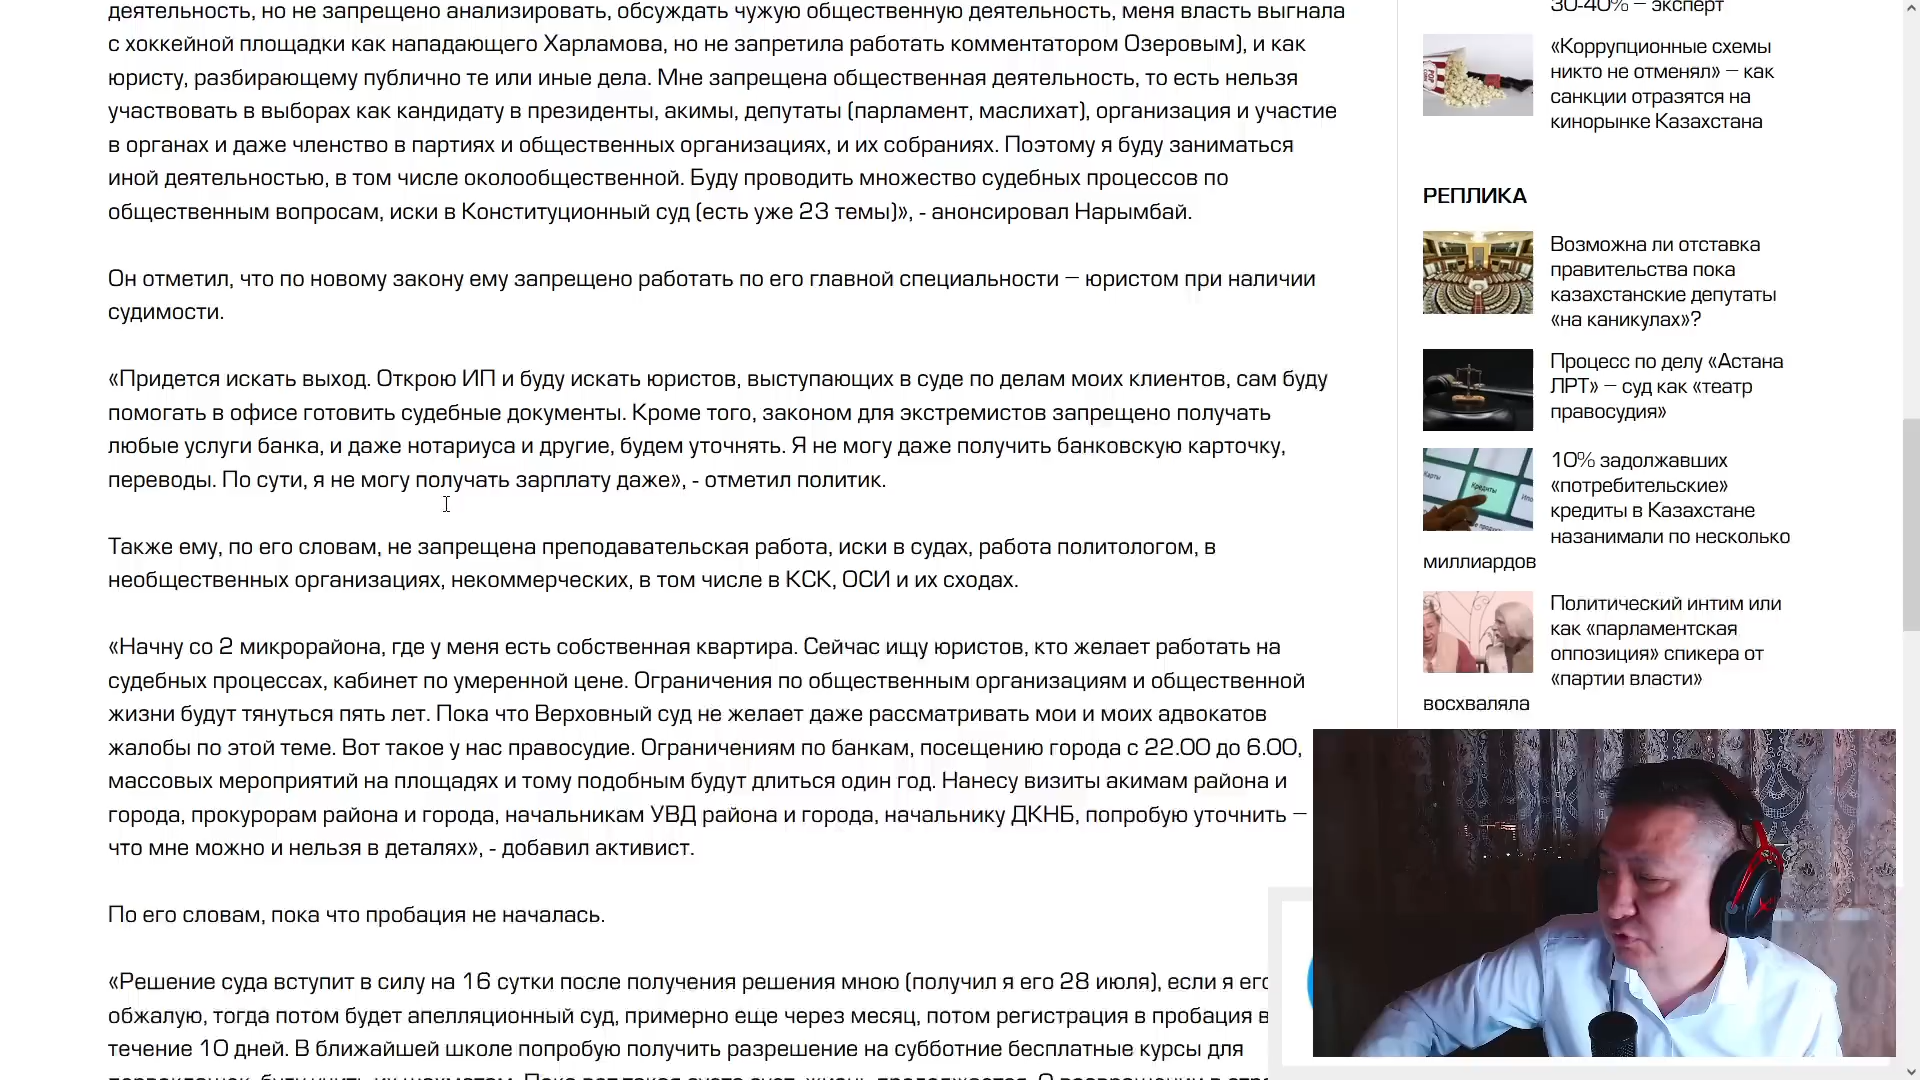 деятельность, но не запрещено анализировать, обсуждать чужую общественную деятельность, меня власть выгнала
с хоккейной площадки как нападающего Харламова, но не запретила работать комментатором Озеровым), и как
юристу, разбирающему публично те или иные дела. Мне запрещена общественная деятельность, то есть нельзя
участвовать в выборах как кандидату в президенты, акимы, депутаты (парламент, маслихат), организация и участие
в органах и даже членство в партиях и общественных организациях, и их собраниях. Поэтому я буду заниматься
иной деятельностью, в том числе околообщественной. Буду проводить множество судебных процессов по
общественным вопросам, иски в Конституционный суд (есть уже 23 темы)», - анонсировал Нарымбай.
Он отметил, что по новому закону ему запрещено работать по его главной специальности – юристом при наличии
судимости.
«Придется искать выход. Открою ИП и буду искать юристов, выступающих в суде по делам моих клиентов, сам буду
помогать в офисе готовить судебные документы. Кроме того, законом для экстремистов запрещено получать
любые услуги банка, и даже нотариуса и другие, будем уточнять. Я не могу даже получить банковскую карточку,
переводы. По сути, я не могу получать зарплату даже», - отметил политик.
Также ему, по его словам, не запрещена преподавательская работа, иски в судах, работа политологом, в
необщественных организациях, некоммерческих, в том числе в КСК, ОСИ и их сходах.
«Начну со 2 микрорайона, где у меня есть собственная квартира. Сейчас ищу юристов, кто желает работать на
судебных процессах, кабинет по умеренной цене. Ограничения по общественным организациям и общественной
жизни будут тянуться пять лет. Пока что Верховный суд не желает даже рассматривать мои и моих адвокатов
жалобы по этой теме. Вот такое у нас правосудие. Ограничениям по банкам, посещению города с 22.00 до 6.00,
массовых мероприятий на площадях и тому подобным будут длиться один год. Нанесу визиты акимам района и
города, прокурорам района и города, начальникам УВД района и города, начальнику ДКНБ, попробую уточнить –
что мне можно и нельзя в деталях», - добавил активист.
По его словам, пока что пробация не началась.
«Решение суда вступит в силу на 16 сутки после получения решения мною (получил я его 28 июля), если я его
обжалую, тогда потом будет апелляционный суд, примерно еще через месяц, потом регистрация в пробация в
течение 10 дней. В ближайшей школе попробую получить разрешение на субботние бесплатные курсы для
30-40% – эксперт
«Коррупционные схемы
никто не отменял» – как
санкции отразятся на
кинорынке Казахстана
РЕПЛИКА
Возможна ли отставка
правительства пока
казахстанские депутаты
«на каникулах»?
Процесс по делу «Астана
ЛРТ» – суд как «театр
правосудия»
10% задолжавших
«потребительские»
кредиты в Казахстане
назанимали по несколько
миллиардов
Политический интим или
как «парламентская
оппозиция» спикера от
«партии власти»
восхваляла